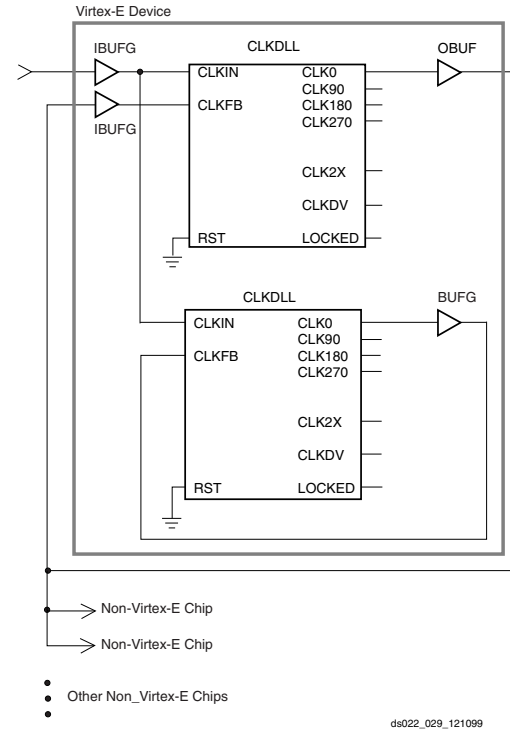 Virtex-E Device
IBUFG
CLKDLL
OBUF
CLKIN
CLK0
CLK90
CLKFB
CLK180
CLK270
IBUFG
CLK2X
CLKDV
RST
LOCKED
CLKDLL
BUFG
CLKIN
CLK0
CLK90
CLKFB
CLK180
CLK270
CLK2X
CLKDV
RST
LOCKED
Non-Virtex-E Chip
Non-Virtex-E Chip
Other Non_Virtex-E Chips
ds022_029_121099